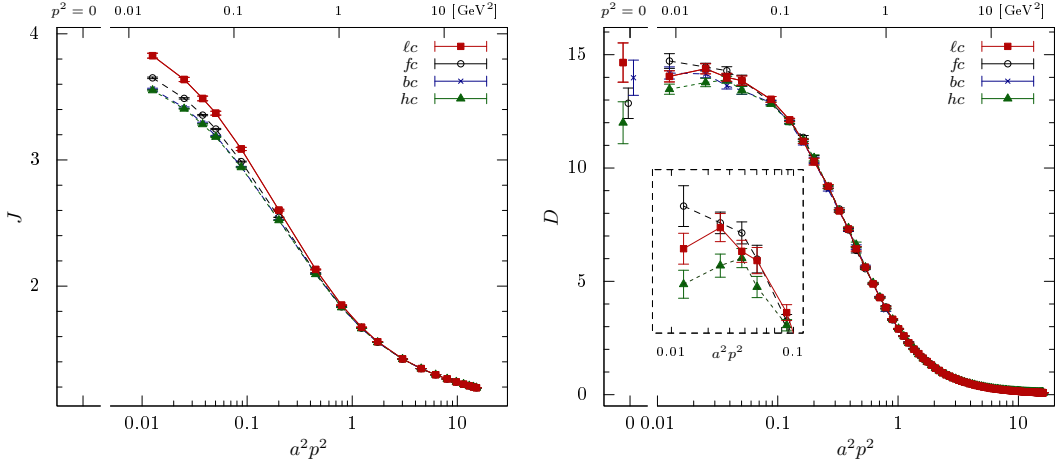 p² = 0 0.01 0.1 1 10 [GeV²]
4
3
2
J
ℓc
fc
bc
hc
0.01 0.1 1 10
a²p²
p² = 0 0.01 0.1 1 10 [GeV²]
15
10
5
0
D
ℓc
fc
bc
hc
0.01 a²p² 0.1
0 0.01 0.1 1 10
a²p²